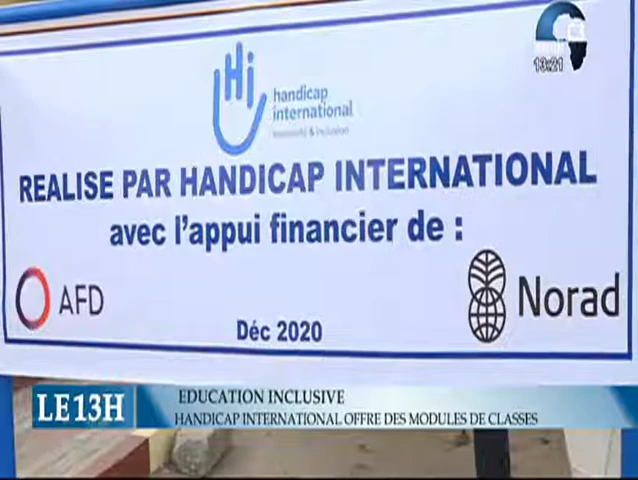 13:21
Hi handicap
international
REALISE PAR HANDICAP INTERNATIONAL
avec l'appui financier de :
AFD
Norad
Déc 2020
LE13H
EDUCATION INCLUSIVE
HANDICAP INTERNATIONAL OFFRE DES MODULES DE CLASSES